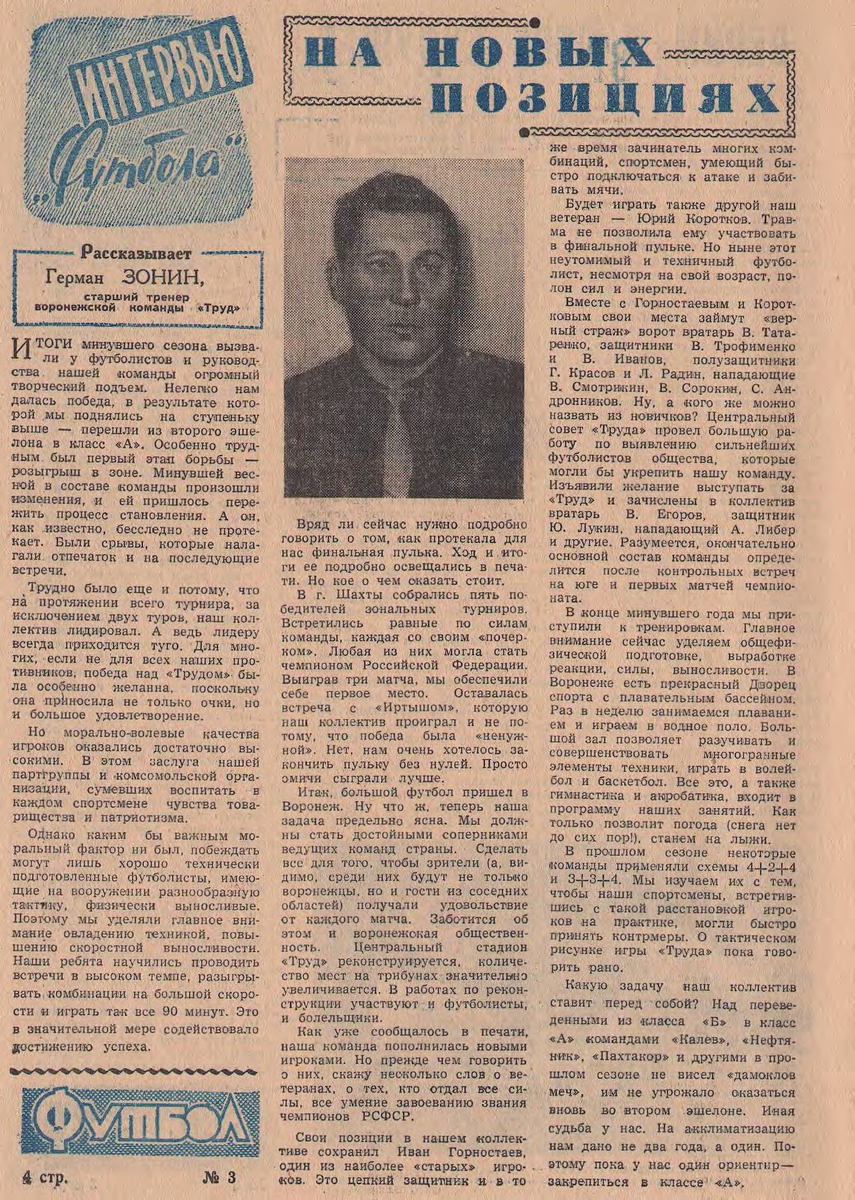 ИНТЕРВЬЮ
„Футбола"
НА НОВЫХ
ПОЗИЦИЯХ
Рассказывает
Герман ЗОНИН,
старший тренер
воронежской команды «Труд»
ИТОГИ минувшего сезона вызва-
ли у футболистов и руковод-
ства нашей команды огромный
творческий подъем. Нелегко нам
далась победа, в результате кото-
рой мы поднялись на ступеньку
выше — перешли из второго эше-
лона в класс «А». Особенно труд-
ным был первый этап борьбы —
розыгрыш в зоне. Минувшей вес-
ной в составе команды произошли
изменения, и ей пришлось пере-
жить процесс становления. А он,
как известно, бесследно не проте-
кает. Были срывы, которые нала-
гали отпечаток и на последующие
встречи.
Трудно было еще и потому, что
на протяжении всего турнира, за
исключением двух туров, наш кол-
лектив лидировал. А ведь лидеру
всегда приходится туго. Для мно-
гих, если не для всех наших про-
тивников, победа над «Трудом» бы-
ла особенно желанна, поскольку
она приносила не только очки, но
и большое удовлетворение.
Но морально-волевые качества
игроков оказались достаточно вы-
сокими. В этом заслуга нашей
партгруппы и комсомольской орга-
низации, сумевших воспитать в
каждом спортсмене чувства това-
рищества и патриотизма.
Однако каким бы важным мо-
ральный фактор ни был, побеждать
могут лишь хорошо технически
подготовленные футболисты, имею-
щие на вооружении разнообразную
тактику, физически выносливые.
Поэтому мы уделяли главное вни-
мание овладению техникой, повы-
шению скоростной выносливости.
Наши ребята научились проводить
встречи в высоком темпе, разыгры-
вать комбинации на большой скоро-
сти и играть так все 90 минут. Это
в значительной мере содействовало
достижению успеха.
ФУТБОЛ
4 стр. № 3
Вряд ли сейчас нужно подробно
говорить о том, как протекала для
нас финальная пулька. Ход и ито-
ги ее подробно освещались в печа-
ти. Но кое о чем сказать стоит.
В г. Шахты собрались пять по-
бедителей зональных турниров.
Встретились равные по силам
команды, каждая со своим «почер-
ком». Любая из них могла стать
чемпионом Российской Федерации.
Выиграв три матча, мы обеспечили
себе первое место. Оставалась
встреча с «Иртышом», которую
наш коллектив проиграл и не по-
тому, что победа была «ненуж-
ной». Нет, нам очень хотелось за-
кончить пульку без нулей. Просто
омичи сыграли лучше.
Итак, большой футбол пришел в
Воронеж. Ну что ж, теперь наша
задача предельно ясна. Мы долж-
ны стать достойными соперниками
ведущих команд страны. Сделать
все для того, чтобы зрители (а, ви-
димо, среди них будут не только
воронежцы, но и гости из соседних
областей) получали удовольствие
от каждого матча. Заботится об
этом и воронежская обществен-
ность. Центральный стадион
«Труд» реконструируется, количе-
ство мест на трибунах значительно
увеличивается. В работах по рекон-
струкции участвуют и футболисты,
и болельщики.
Как уже сообщалось в печати,
наша команда пополнилась новыми
игроками. Но прежде чем говорить
о них, скажу несколько слов о ве-
теранах, о тех, кто отдал все си-
лы, все умение завоеванию звания
чемпионов РСФСР.
Свои позиции в нашем коллек-
тиве сохранил Иван Горностаев,
один из наиболее «старых» игро-
ков. Это цепкий защитник и в то
же время зачинатель многих ком-
бинаций, спортсмен, умеющий бы-
стро подключаться к атаке и заби-
вать мячи.
Будет играть также другой наш
ветеран — Юрий Коротков. Трав-
ма не позволила ему участвовать
в финальной пульке. Но ныне этот
неутомимый и техничный футбо-
лист, несмотря на свой возраст, по-
лон сил и энергии.
Вместе с Горностаевым и Корот-
ковым свои места займут «вер-
ный страж» ворот вратарь В. Тата-
ренко, защитники В. Трофименко
и В. Иванов, полузащитники
Г. Красов и Л. Радин, нападающие
В. Смотрикин, В. Сорокин, С. Ан-
дронников. Ну, а кого же можно
назвать из новичков? Центральный
совет «Труда» провел большую ра-
боту по выявлению сильнейших
футболистов общества, которые
могли бы укрепить нашу команду.
Изъявили желание выступать за
«Труд» и зачислены в коллектив
вратарь В. Егоров, защитник
Ю. Лукин, нападающий А. Либер
и другие. Разумеется, окончательно
основной состав команды опреде-
лится после контрольных встреч
на юге и первых матчей чемпио-
ната.
В конце минувшего года мы при-
ступили к тренировкам. Главное
внимание сейчас уделяем общефи-
зической подготовке, выработке
реакции, силы, выносливости. В
Воронеже есть прекрасный Дворец
спорта с плавательным бассейном.
Раз в неделю занимаемся плавани-
ем и играем в водное поло. Боль-
шой зал позволяет разучивать и
совершенствовать многогранные
элементы техники, играть в волей-
бол и баскетбол. Все это, а также
гимнастика и акробатика, входит в
программу наших занятий. Как
только позволит погода (снега нет
до сих пор!), станем на лыжи.
В прошлом сезоне некоторые
команды применяли схемы 4+2+4
и 3+3+4. Мы изучаем их с тем,
чтобы наши спортсмены, встретив-
шись с такой расстановкой игро-
ков на практике, могли быстро
принять контрмеры. О тактическом
рисунке игры «Труда» пока гово-
рить рано.
Какую задачу наш коллектив
ставит перед собой? Над переве-
денными из класса «Б» в класс
«А» командами «Калев», «Нефтя-
ник», «Пахтакор» и другими в про-
шлом сезоне не висел «дамоклов
меч», им не угрожало оказаться
вновь во втором эшелоне. Иная
судьба у нас. На акклиматизацию
нам дано не два года, а один. По-
этому пока у нас один ориентир—
закрепиться в классе «А».